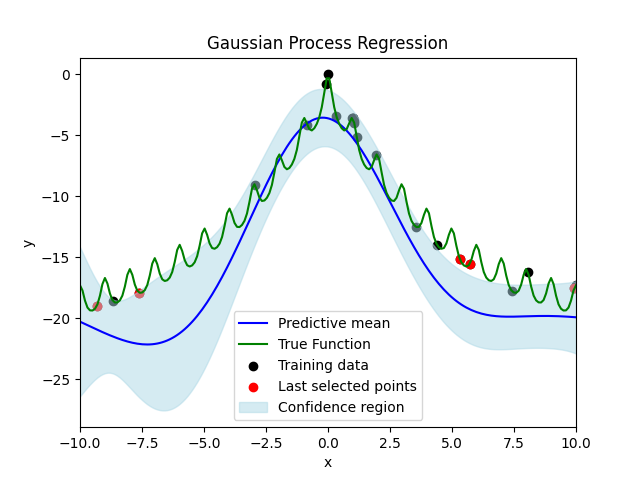 Gaussian Process Regression
y
0
−5
−10
−15
−20
−25
Predictive mean
True Function
Training data
Last selected points
Confidence region
−10.0 −7.5 −5.0 −2.5 0.0 2.5 5.0 7.5 10.0
x